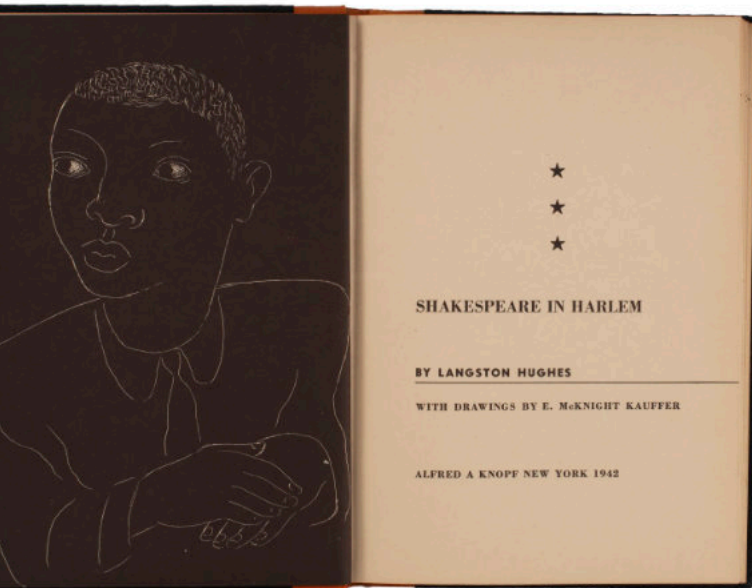 SHAKESPEARE IN HARLEM
BY LANGSTON HUGHES
WITH DRAWINGS BY E. McKNIGHT KAUFFER
ALFRED A KNOPF NEW YORK 1942